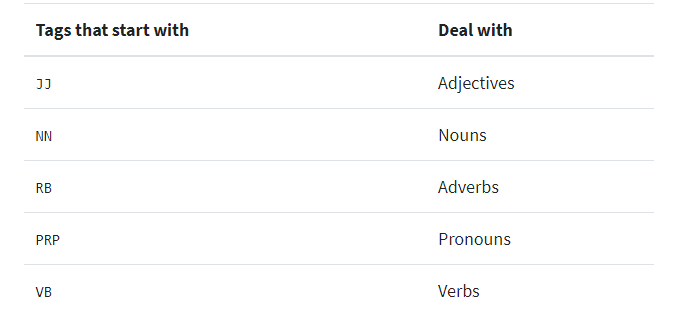 Tags that start with Deal with
JJ Adjectives
NN Nouns
RB Adverbs
PRP Pronouns
VB Verbs